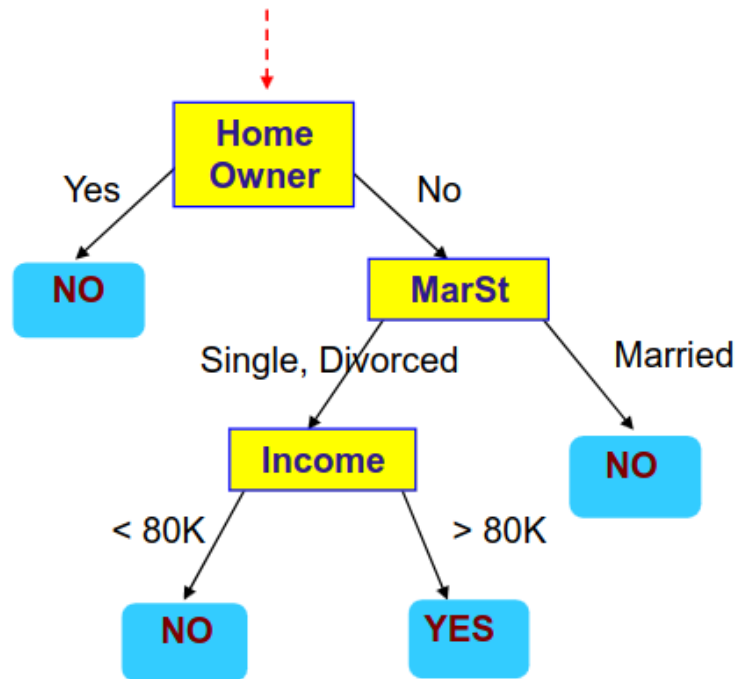 Home
Owner
Yes
No
NO
MarSt
Single, Divorced
Married
Income
NO
< 80K
> 80K
NO
YES